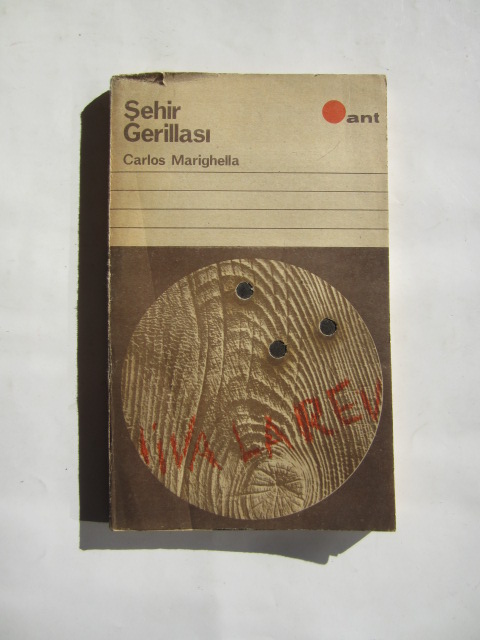 Şehir
Gerillası
ant
Carlos Marighella
VIVA LA REV